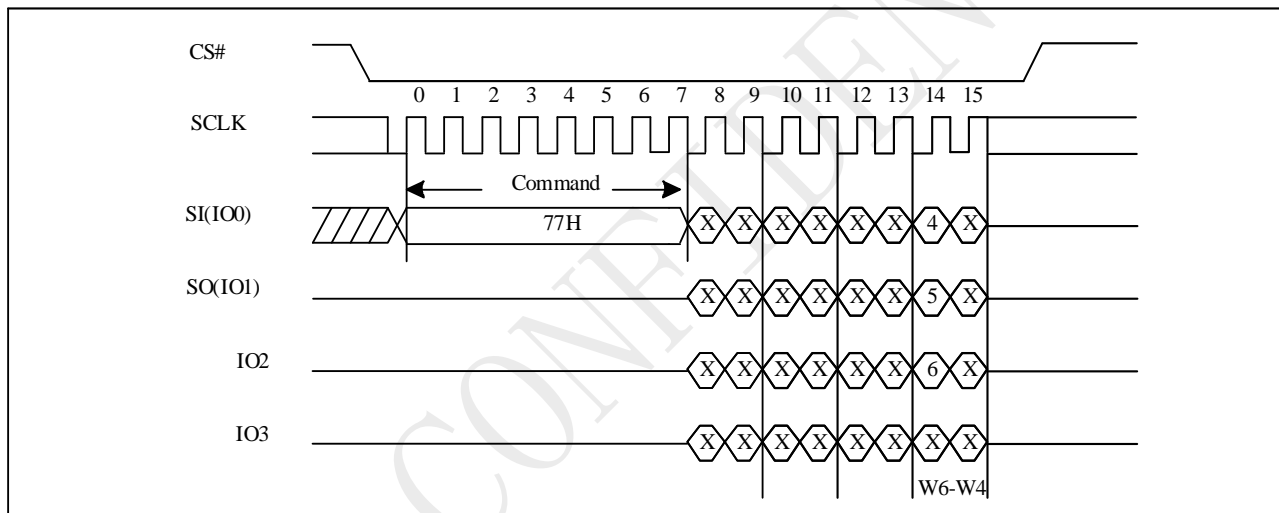 CS#
0 1 2 3 4 5 6 7 8 9 10 11 12 13 14 15
SCLK
Command
SI(IO0) 77H X X X X X X 4 X
SO(IO1) X X X X X X 5 X
IO2 X X X X X X 6 X
IO3 X X X X X X X X
W6-W4
CONFIDEN